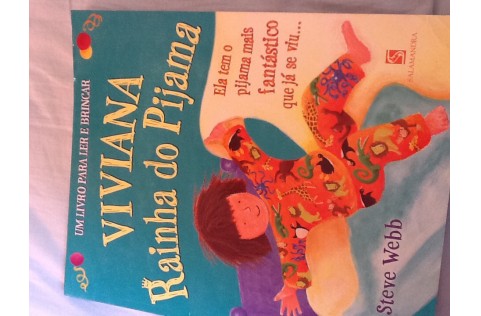 UM LIVRO PARA LER E BRINCAR
VIVIANA
Rainha do Pijama
Ela tem o
pijama mais
fantástico
que já se viu...
SALAMANDRA
Steve Webb